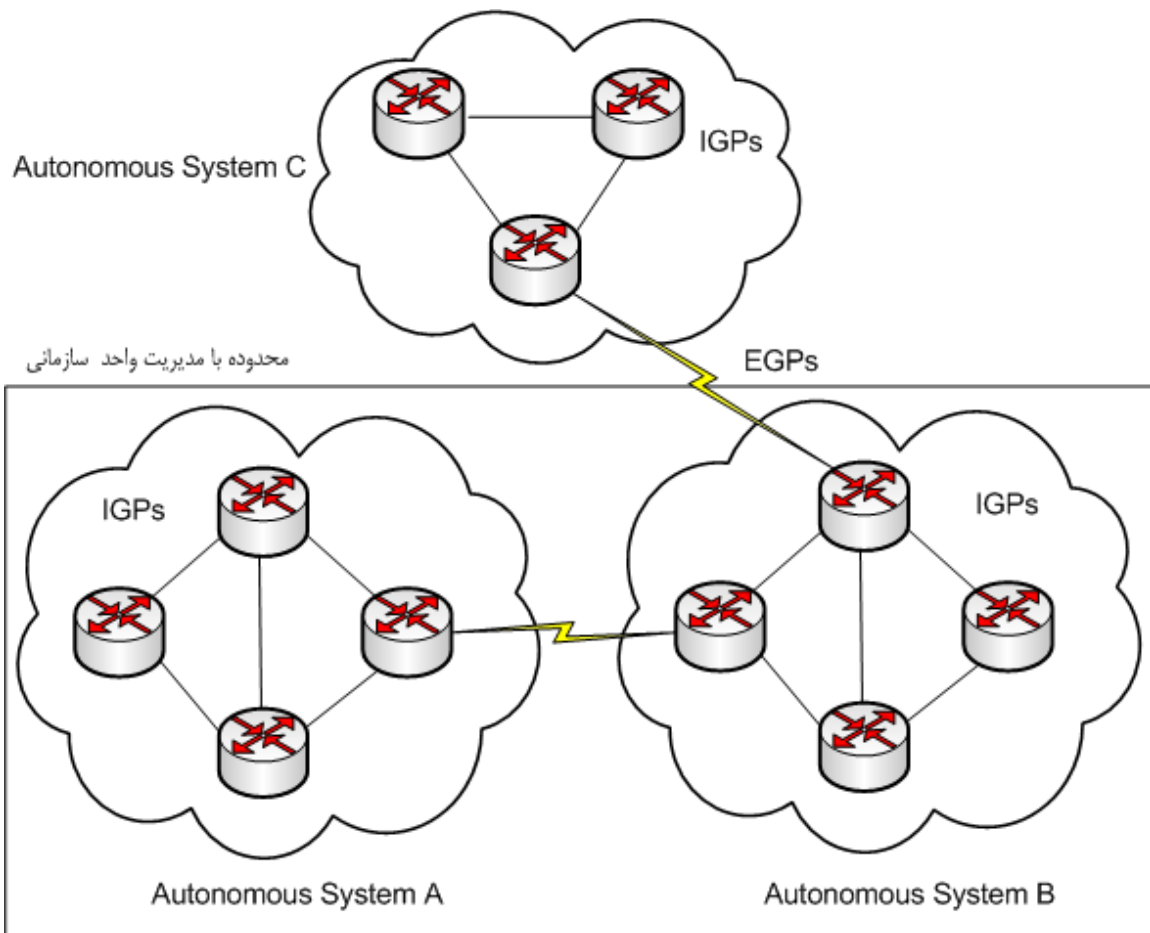 IGPs
Autonomous System C
EGPs
محدوده با مدیریت واحد سازمانی
IGPs
IGPs
Autonomous System A
Autonomous System B